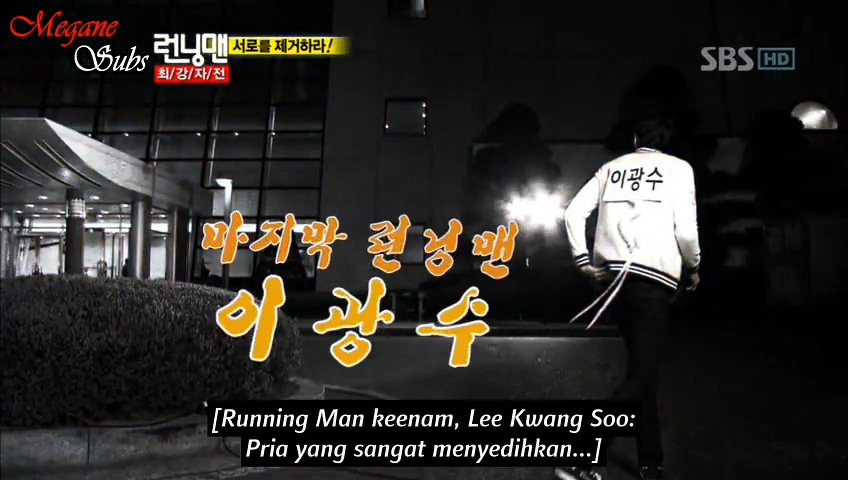 Megane
Subs
런닝맨
서로를 제거하라!
최/강/자/전
SBS HD
이광수
마지막 런닝맨
이광수
[Running Man keenam, Lee Kwang Soo:
Pria yang sangat menyedihkan...]